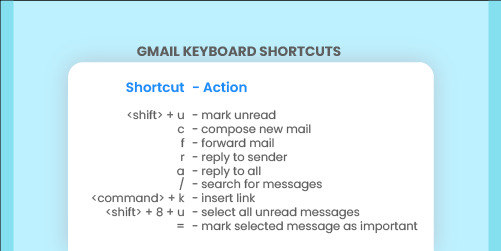 GMAIL KEYBOARD SHORTCUTS
Shortcut - Action
<shift> + u - mark unread
c - compose new mail
f - forward mail
r - reply to sender
a - reply to all
/ - search for messages
<command> + k - insert link
<shift> + 8 + u - select all unread messages
= - mark selected message as important